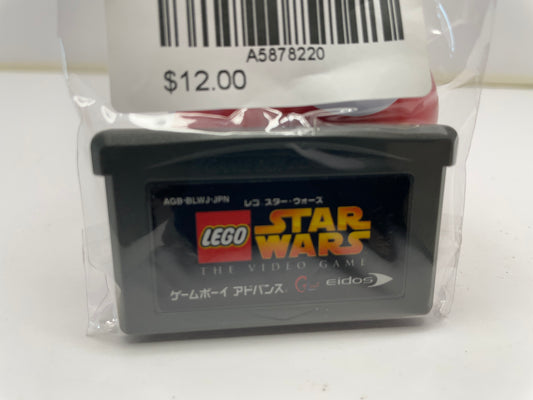 A5878220
$12.00
AGB-BLWJ-JPN レゴ スター・ウォーズ
LEGO STAR WARS
THE VIDEO GAME
ゲームボーイ アドバンス eidos